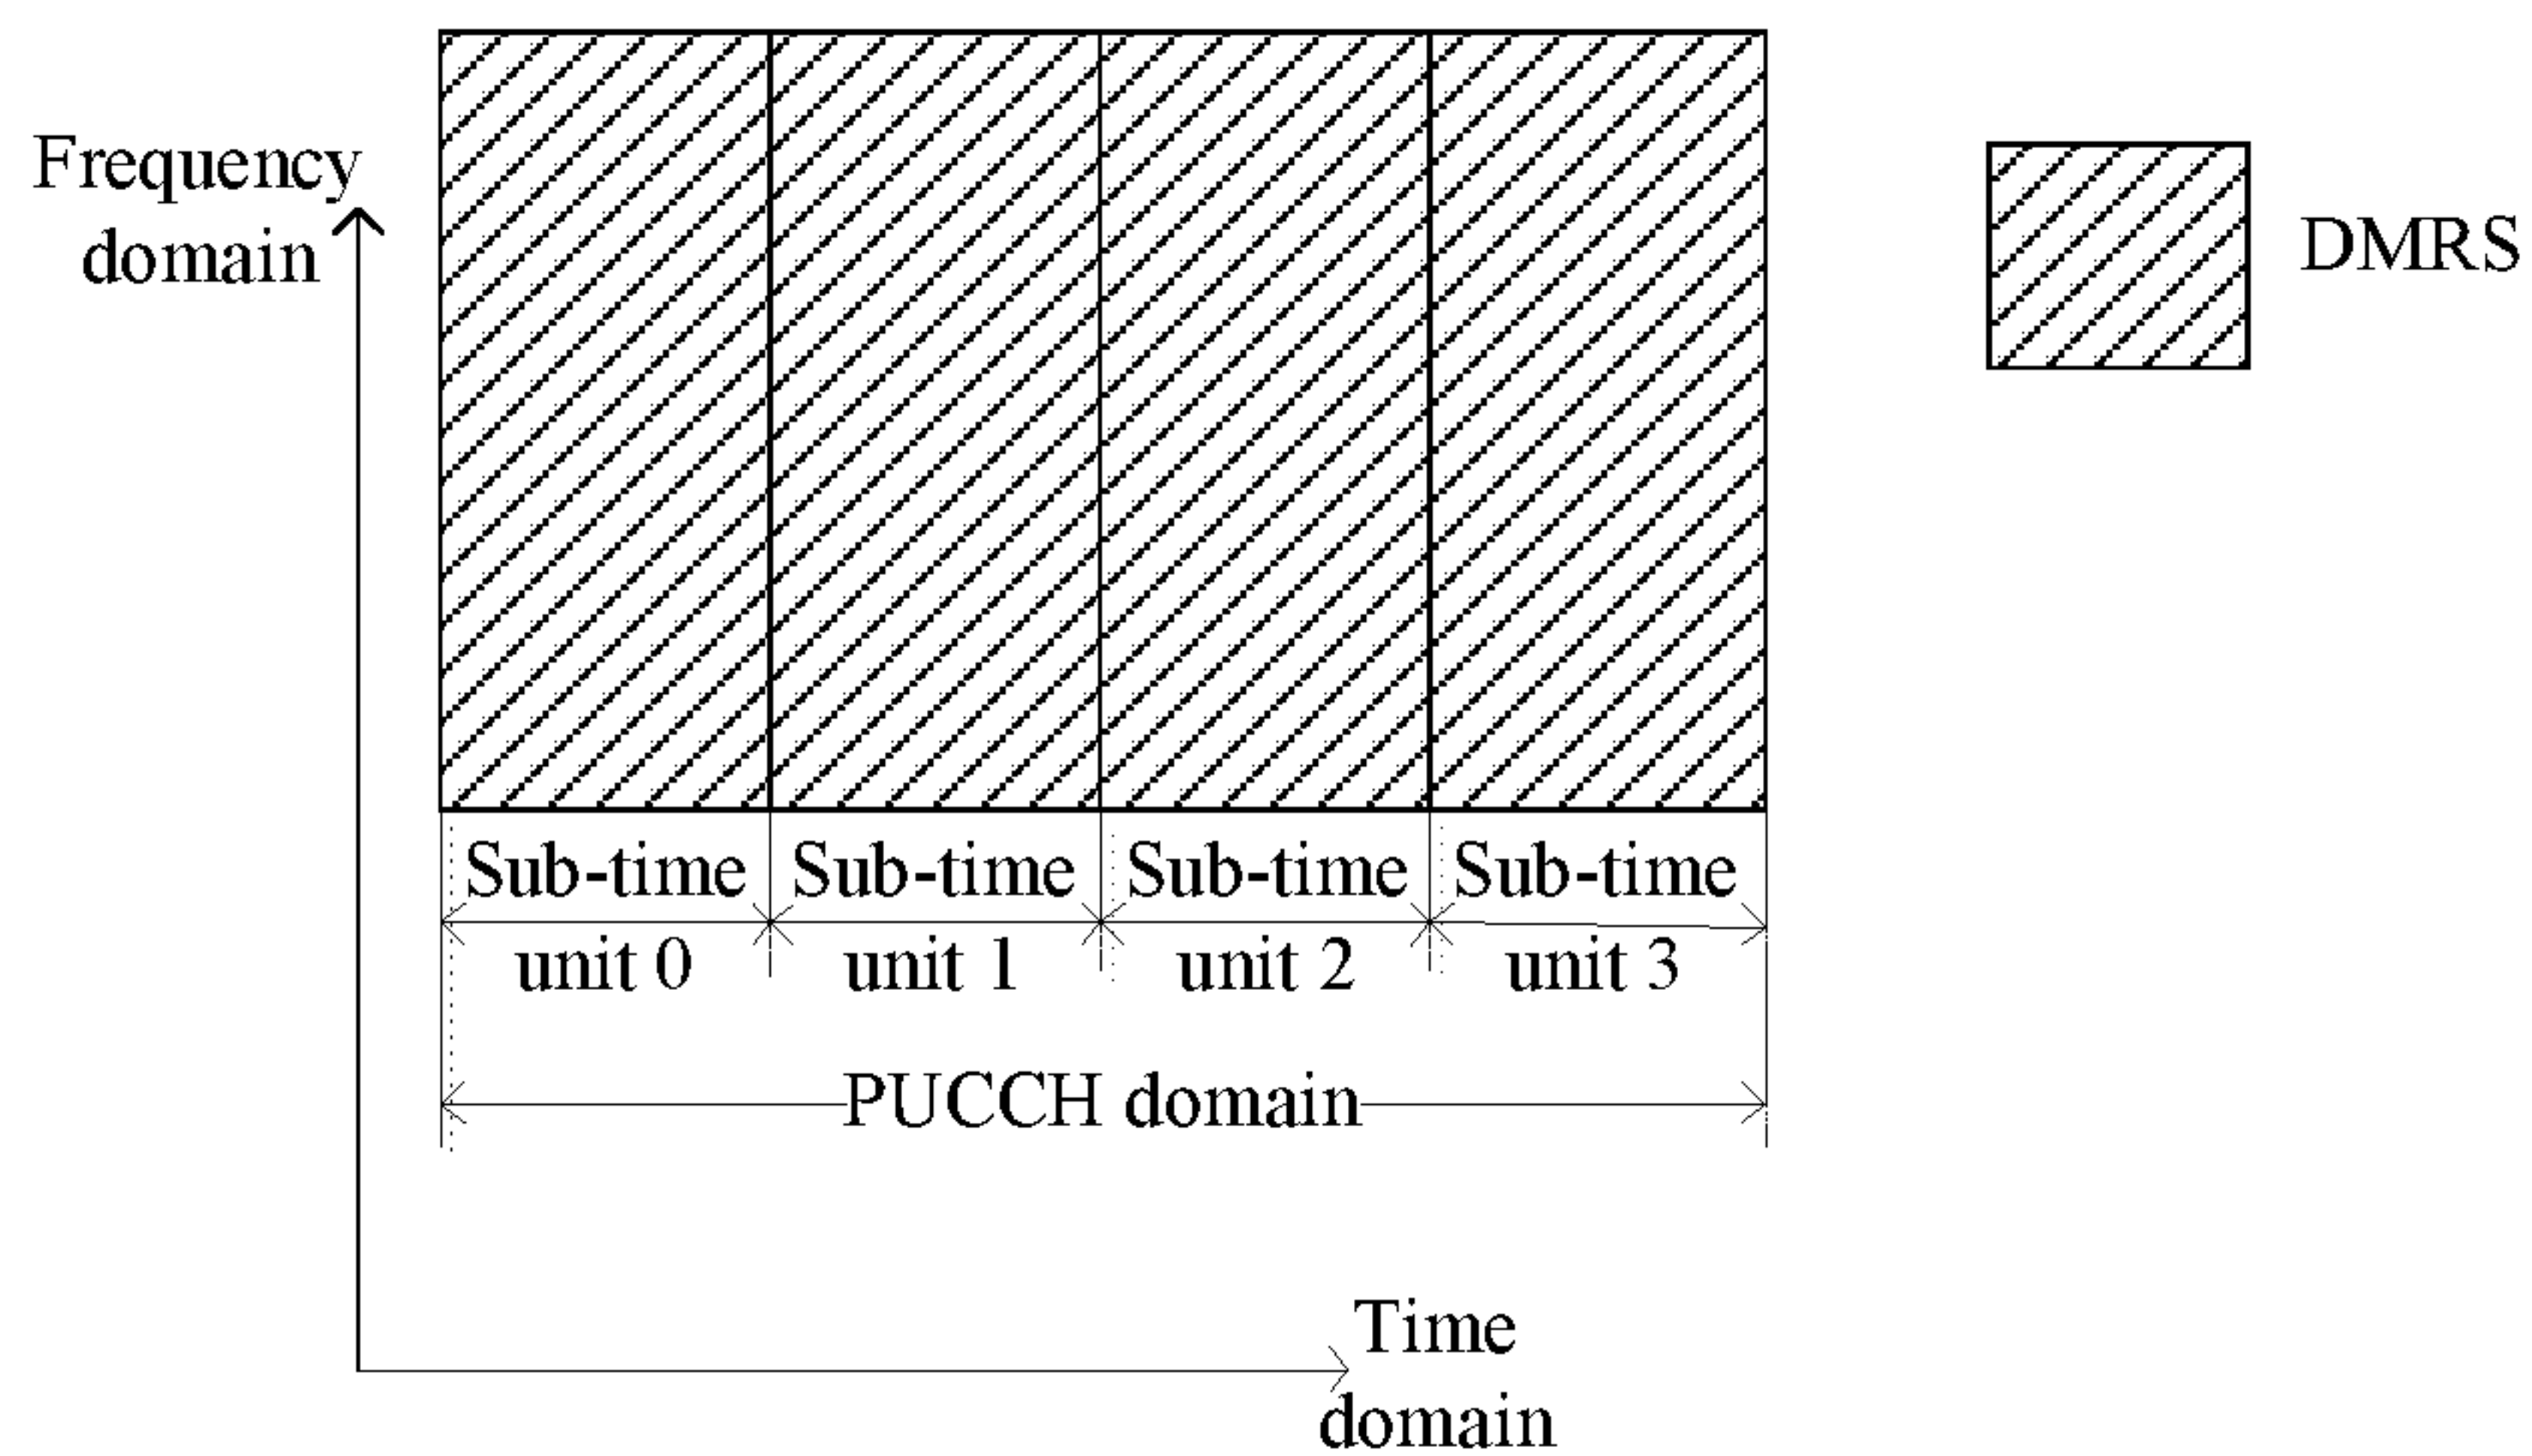 Frequency
domain
DMRS
Sub-time Sub-time Sub-time Sub-time
unit 0 unit 1 unit 2 unit 3
PUCCH domain
Time
domain